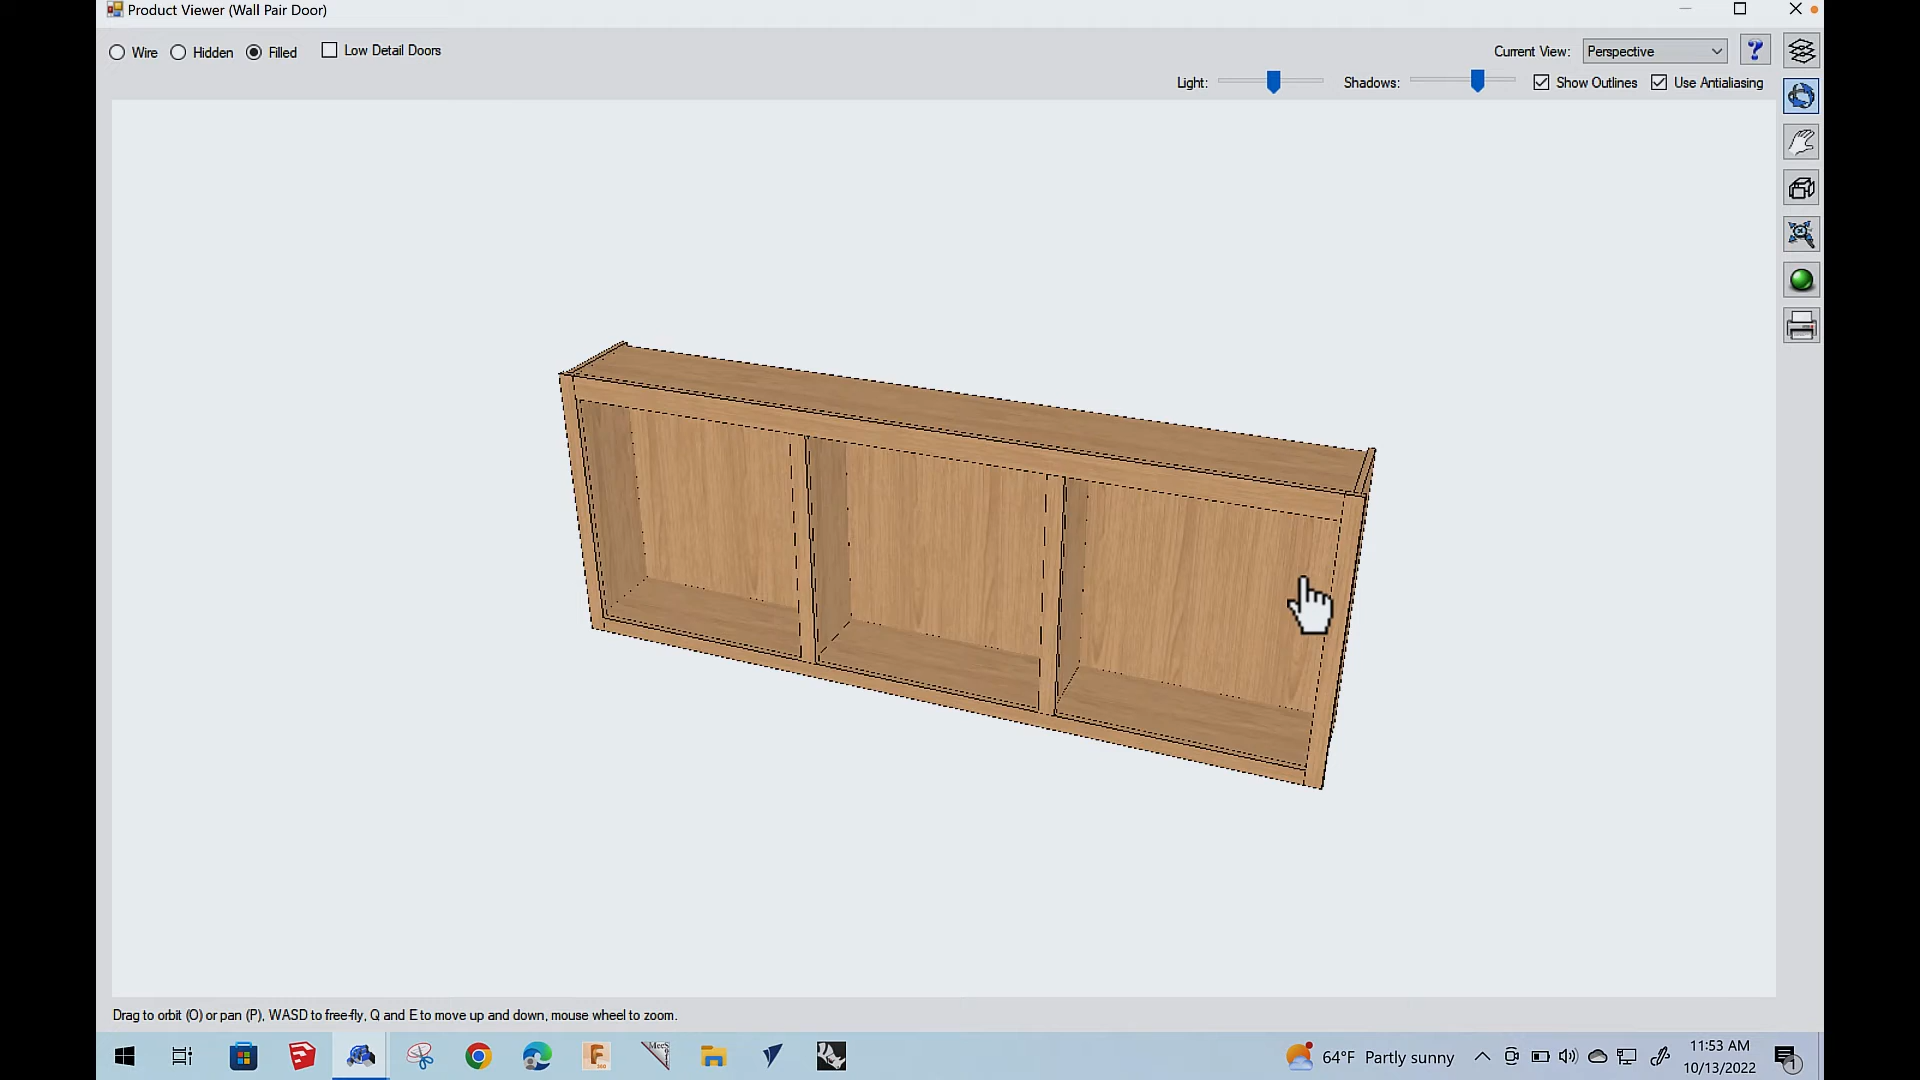 Product Viewer (Wall Pair Door)
Wire Hidden Filled Low Detail Doors
Current View: Perspective ?
Light: Shadows: Show Outlines Use Antialiasing
Drag to orbit (O) or pan (P), WASD to free-fly, Q and E to move up and down, mouse wheel to zoom.
64°F Partly sunny
11:53 AM
10/13/2022
1